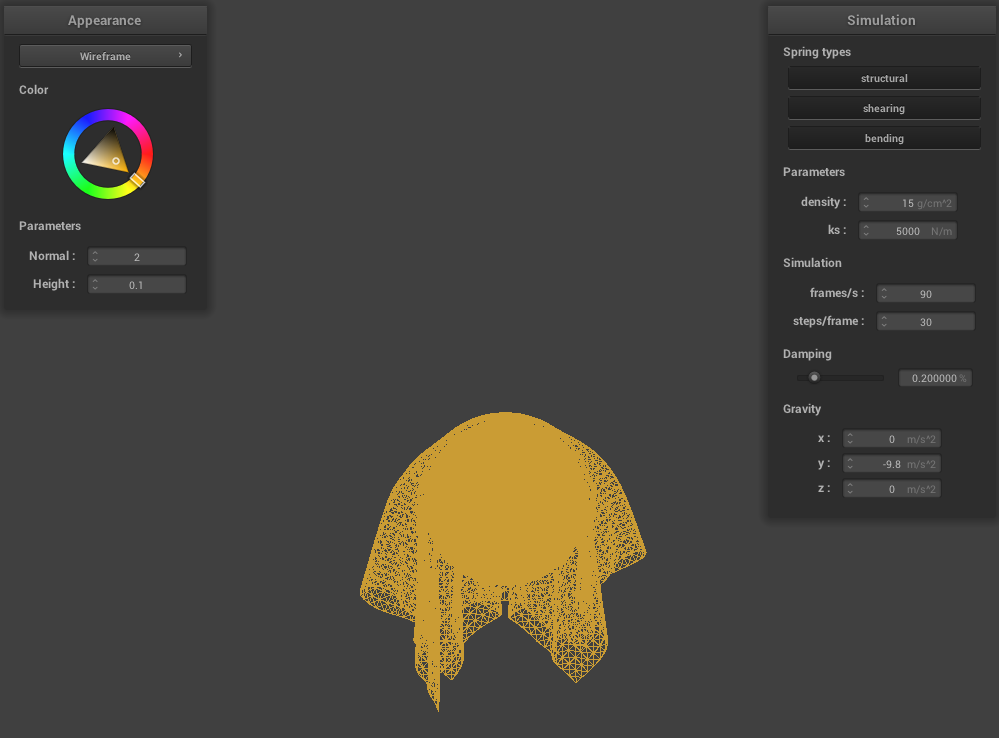 Appearance
Wireframe
Color
Parameters
Normal : 2
Height : 0.1
Simulation
Spring types
structural
shearing
bending
Parameters
density : 15 g/cm^2
ks : 5000 N/m
Simulation
frames/s : 90
steps/frame : 30
Damping
0.200000 %
Gravity
x : 0 m/s^2
y : -9.8 m/s^2
z : 0 m/s^2